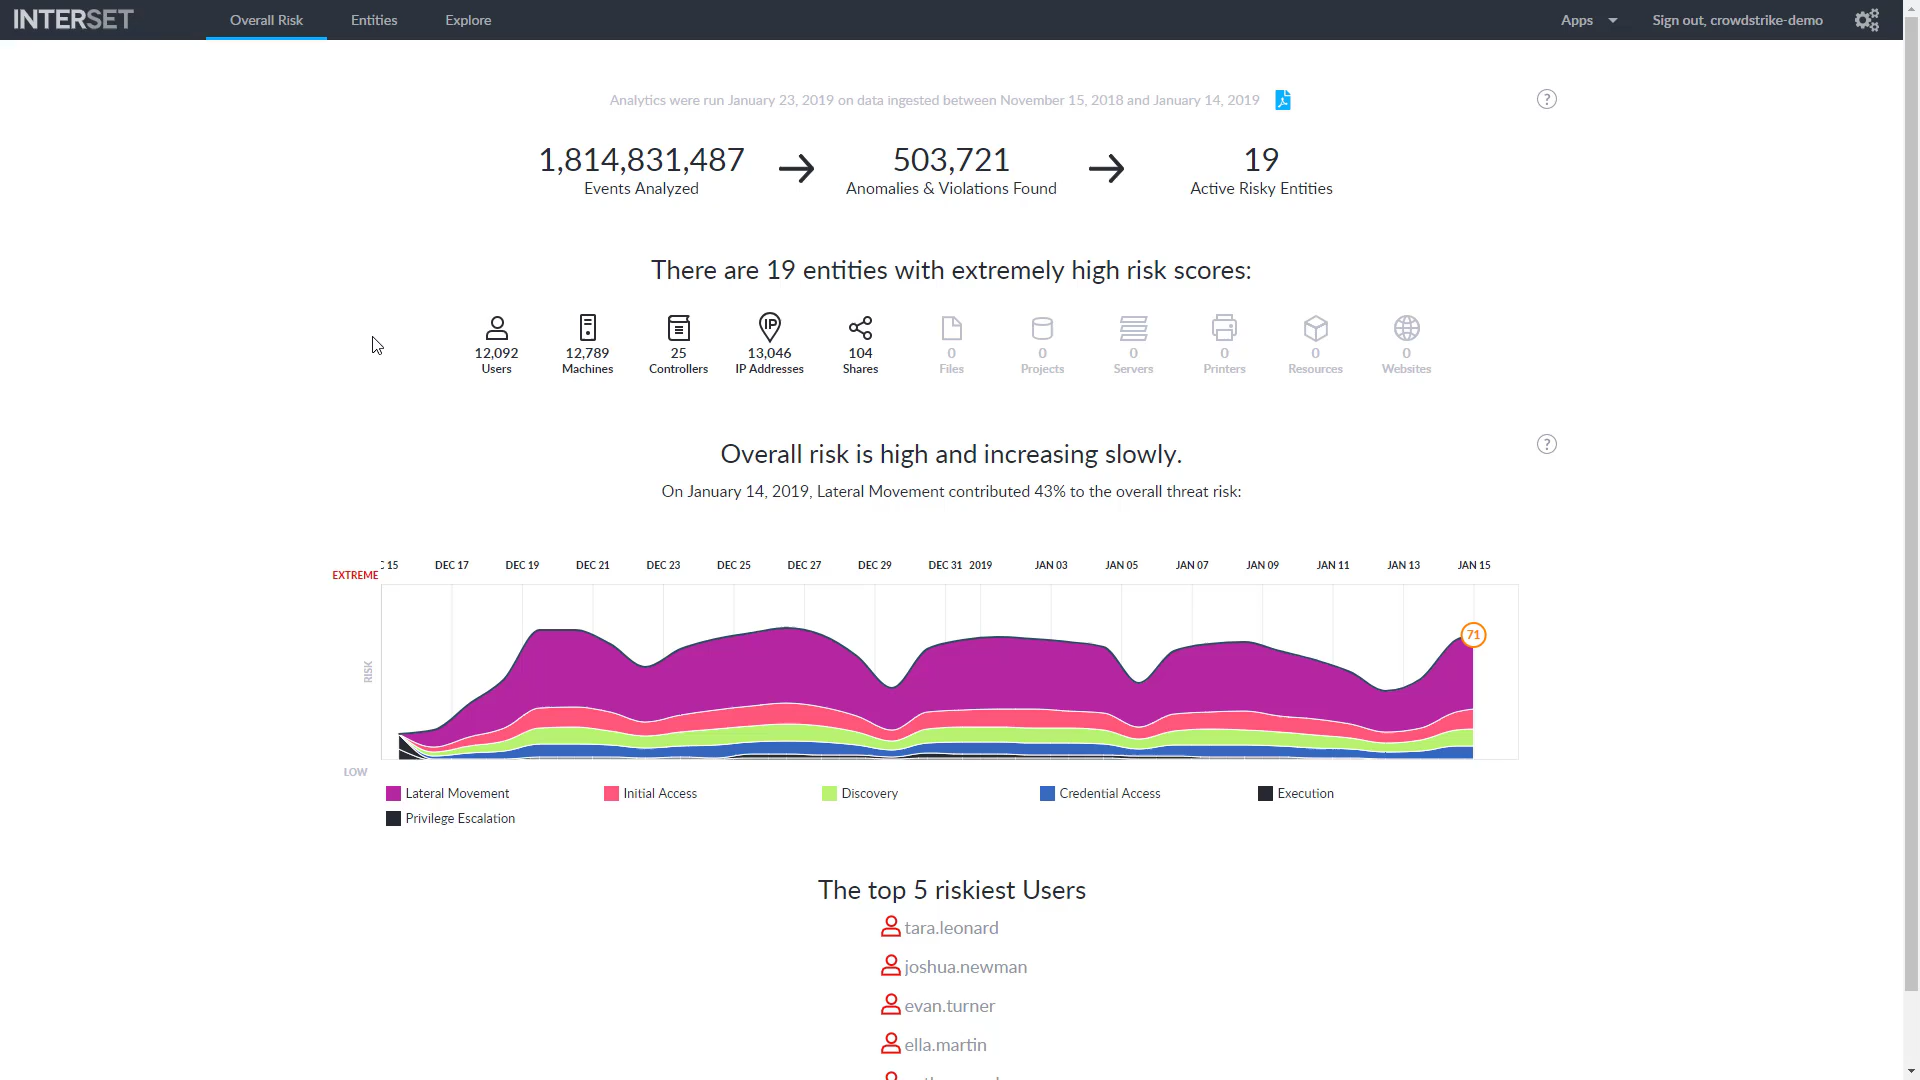 INTERSET
Overall Risk
Entities
Explore
Apps
Sign out, crowdstrike-demo
Analytics were run January 23, 2019 on data ingested between November 15, 2018 and January 14, 2019
?
1,814,831,487
Events Analyzed
503,721
Anomalies & Violations Found
19
Active Risky Entities
There are 19 entities with extremely high risk scores:
IP
12,092
Users
12,789
Machines
25
Controllers
13,046
IP Addresses
104
Shares
0
Files
0
Projects
0
Servers
0
Printers
0
Resources
0
Websites
Overall risk is high and increasing slowly.
?
On January 14, 2019, Lateral Movement contributed 43% to the overall threat risk:
C 15 DEC 17 DEC 19 DEC 21 DEC 23 DEC 25 DEC 27 DEC 29 DEC 31 2019 JAN 03 JAN 05 JAN 07 JAN 09 JAN 11 JAN 13 JAN 15
EXTREME
71
RISK
LOW
Lateral Movement
Initial Access
Discovery
Credential Access
Execution
Privilege Escalation
The top 5 riskiest Users
tara.leonard
joshua.newman
evan.turner
ella.martin